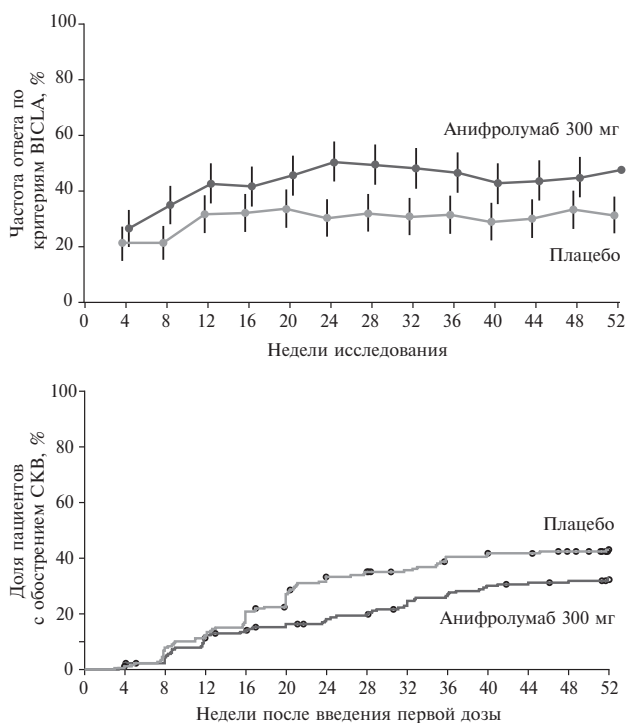 100
80
60
40
20
0
Частота ответа по
критериям BICLA, %
Анифролумаб 300 мг
Плацебо
0 4 8 12 16 20 24 28 32 36 40 44 48 52
Недели исследования
100
80
60
40
20
0
Доля пациентов
с обострением СКВ, %
Плацебо
Анифролумаб 300 мг
0 4 8 12 16 20 24 28 32 36 40 44 48 52
Недели после введения первой дозы